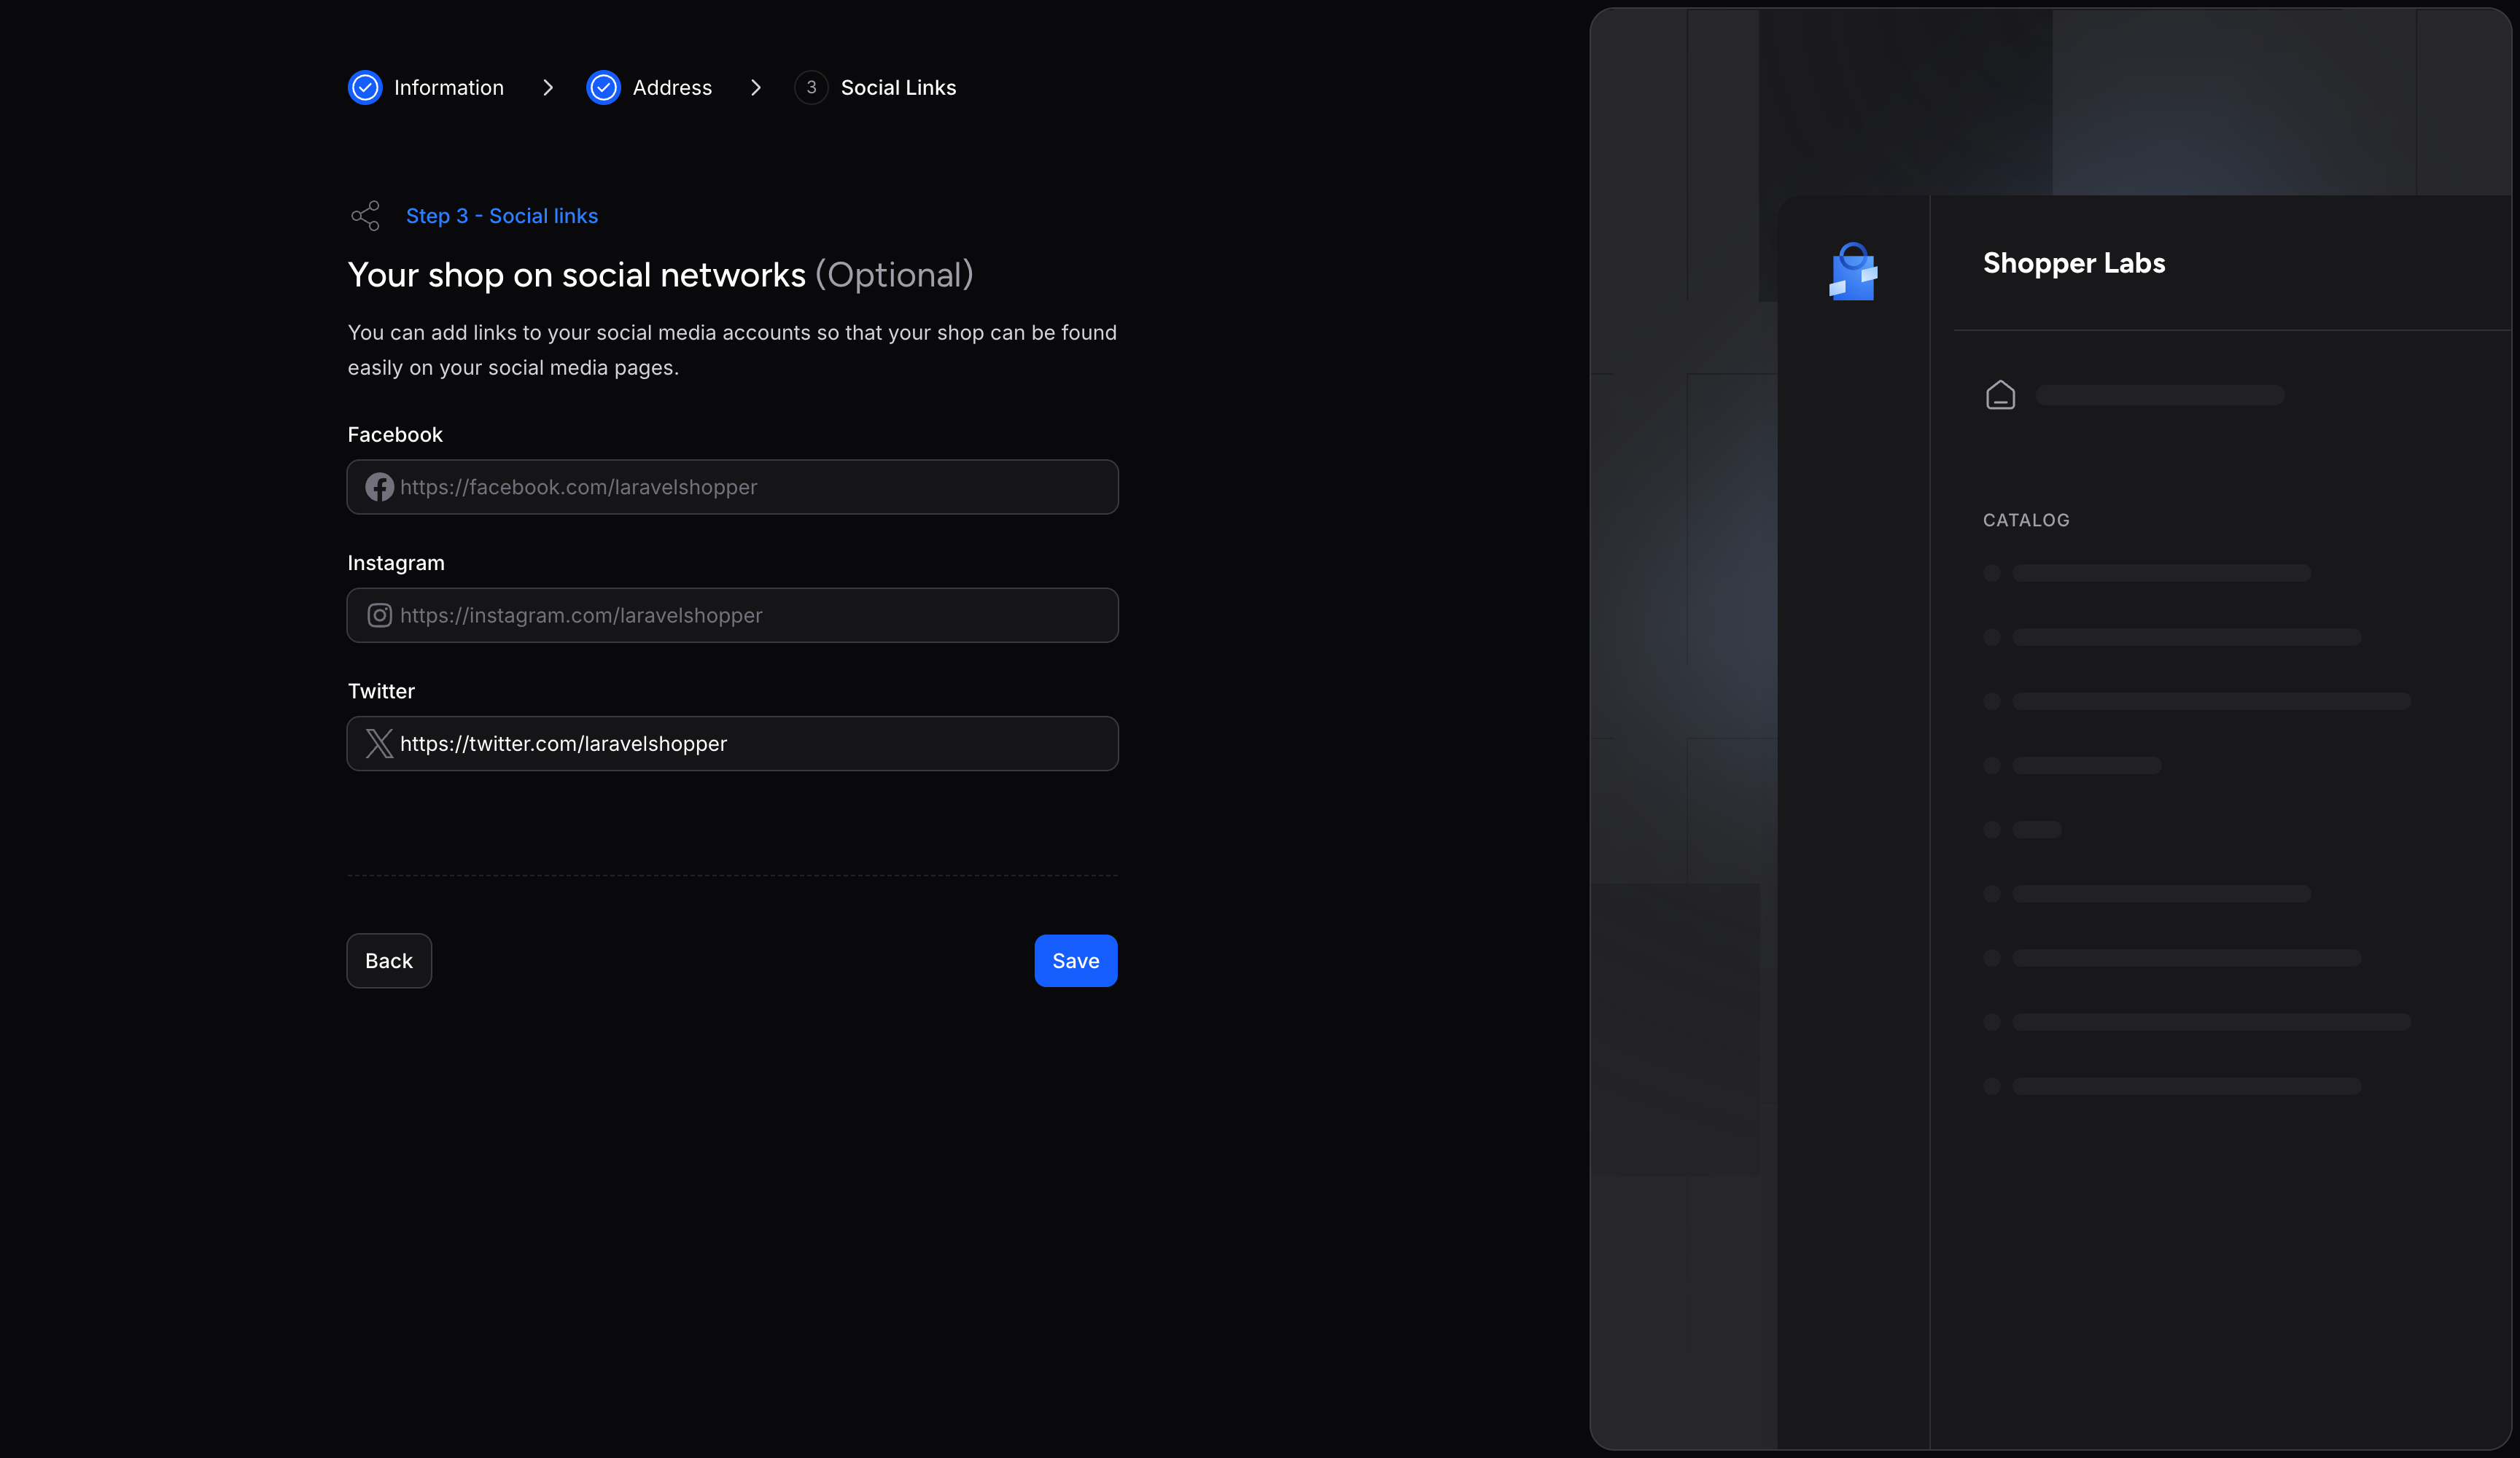 Information
Address
3
Social Links
Step 3 - Social links
Your shop on social networks (Optional)
You can add links to your social media accounts so that your shop can be found
easily on your social media pages.
Facebook
https://facebook.com/laravelshopper
Instagram
https://instagram.com/laravelshopper
Twitter
https://twitter.com/laravelshopper
Back
Save
Shopper Labs
CATALOG